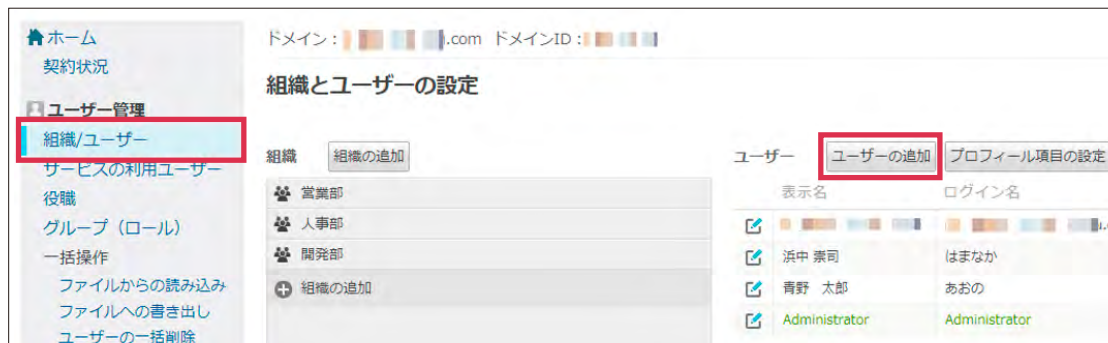 ホーム
契約状況
ユーザー管理
組織/ユーザー
サービスの利用ユーザー
役職
グループ（ロール）
一括操作
ファイルからの読み込み
ファイルへの書き出し
ユーザーの一括削除
ドメイン： .com ドメインID：
組織とユーザーの設定
組織 組織の追加
営業部
人事部
開発部
組織の追加
ユーザー ユーザーの追加 プロフィール項目の設定
表示名 ログイン名
浜中 崇司 はまなか
青野 太郎 あおの
Administrator Administrator